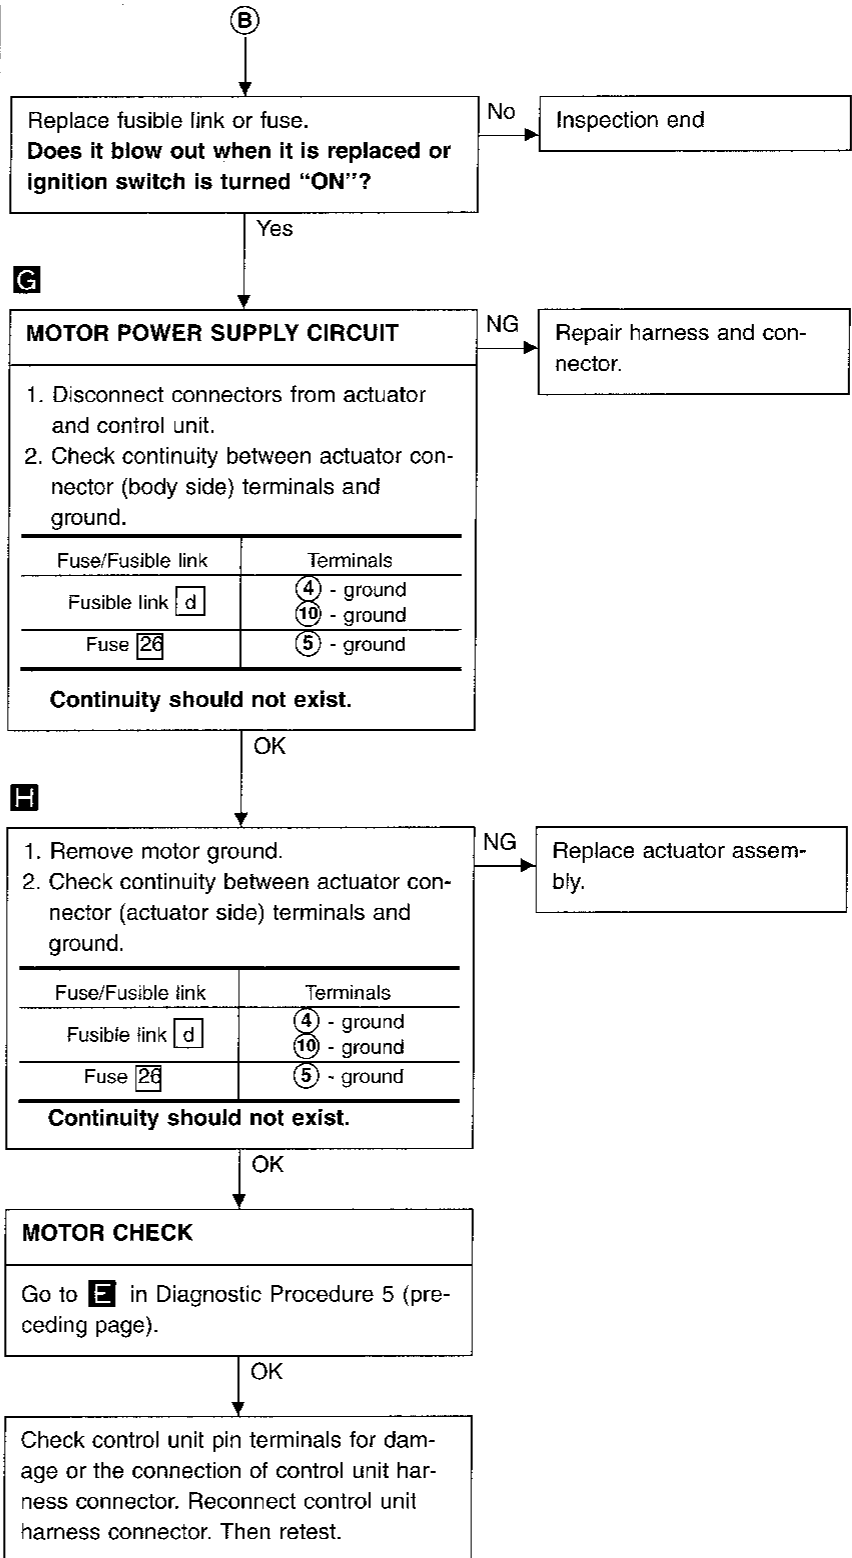 B
Replace fusible link or fuse.
Does it blow out when it is replaced or
ignition switch is turned “ON”?
No
Inspection end
Yes
G
MOTOR POWER SUPPLY CIRCUIT
NG
Repair harness and con-
nector.
1. Disconnect connectors from actuator
and control unit.
2. Check continuity between actuator con-
nector (body side) terminals and
ground.
Fuse/Fusible link Terminals
Fusible link d
4 - ground
10 - ground
Fuse 26 5 - ground
Continuity should not exist.
OK
H
1. Remove motor ground.
2. Check continuity between actuator con-
nector (actuator side) terminals and
ground.
NG
Replace actuator assem-
bly.
Fuse/Fusible link Terminals
Fusible link d
4 - ground
10 - ground
Fuse 26 5 - ground
Continuity should not exist.
OK
MOTOR CHECK
Go to E in Diagnostic Procedure 5 (pre-
ceding page).
OK
Check control unit pin terminals for dam-
age or the connection of control unit har-
ness connector. Reconnect control unit
harness connector. Then retest.